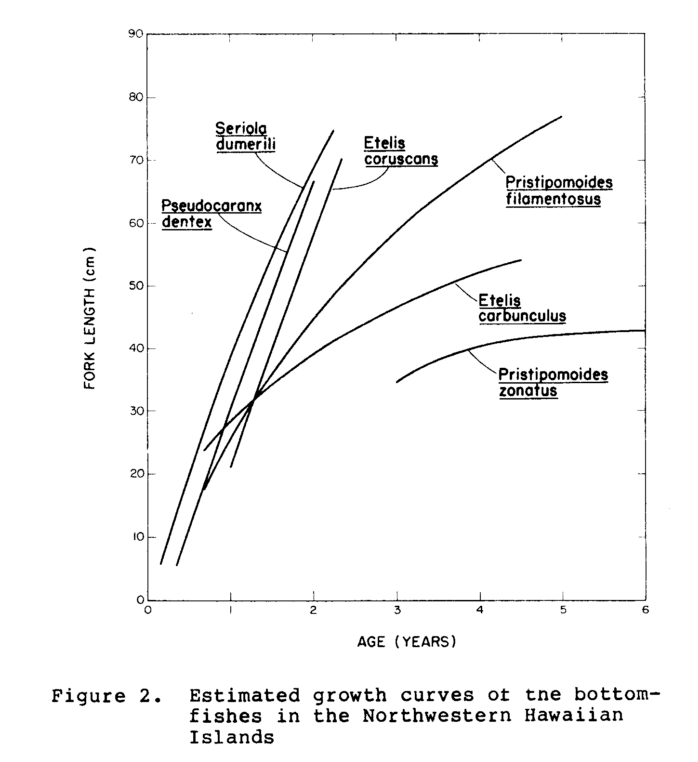 90
80
70
60
50
40
30
20
10
0
FORK LENGTH (cm)
Seriola
dumerili
Etelis
coruscans
Pseudocaranx
dentex
Pristipomoides
filamentosus
Etelis
carbunculus
Pristipomoides
zonatus
0 1 2 3 4 5 6
AGE (YEARS)
Figure 2. Estimated growth curves of tne bottom-
fishes in the Northwestern Hawaiian
Islands